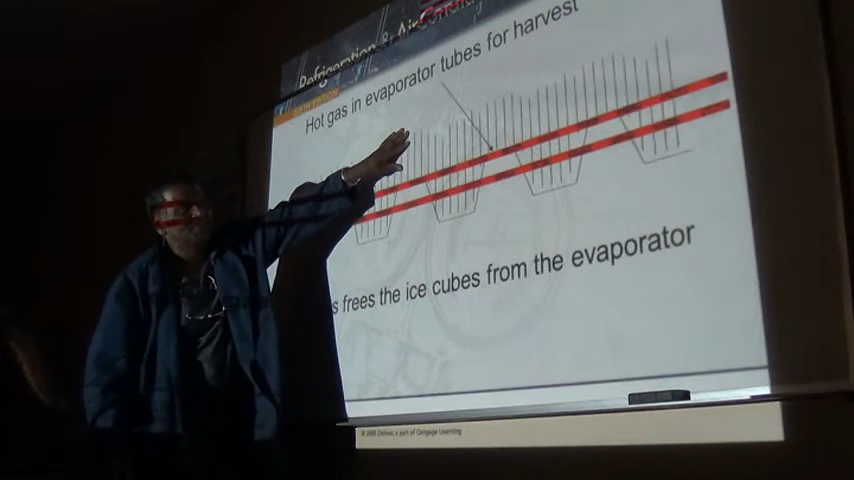 Refrigeration & Air Conditioning
Hot gas in evaporator tubes for harvest
s frees the ice cubes from the evaporator
© 2009 Delmar, a part of Cengage Learning